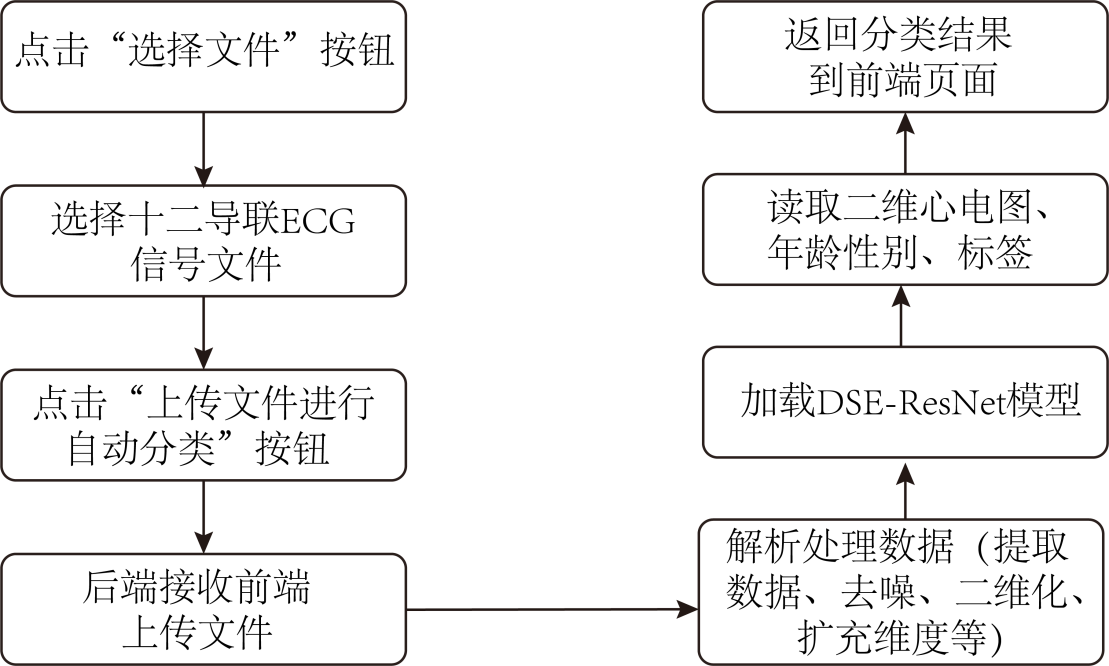 点击“选择文件”按钮
选择十二导联ECG
信号文件
点击“上传文件进行
自动分类”按钮
后端接收前端
上传文件
解析处理数据（提取
数据、去噪、二维化、
扩充维度等）
加载DSE-ResNet模型
读取二维心电图、
年龄性别、标签
返回分类结果
到前端页面